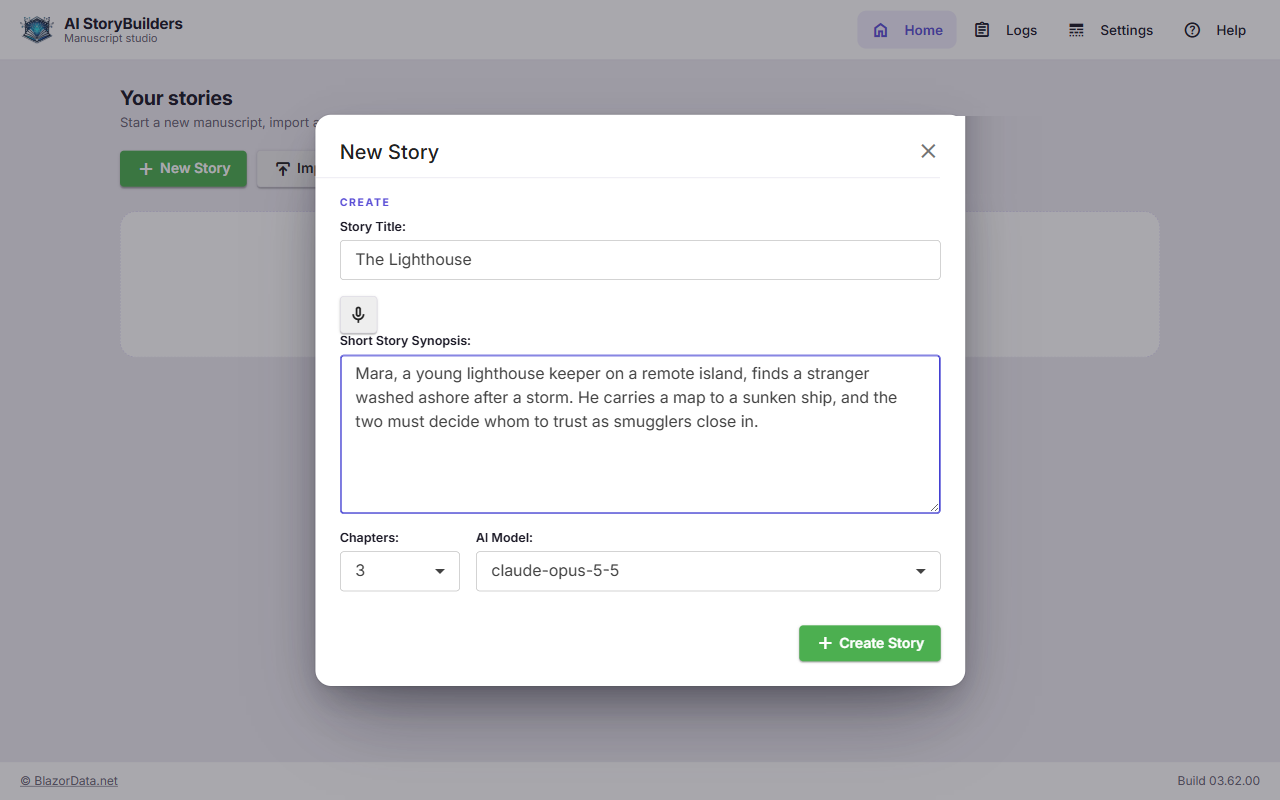 AI StoryBuilders
Manuscript studio
Home
Logs
Settings
Help
Your stories
Start a new manuscript, import
New Story
New Story
CREATE
Story Title:
The Lighthouse
Short Story Synopsis:
Mara, a young lighthouse keeper on a remote island, finds a stranger
washed ashore after a storm. He carries a map to a sunken ship, and the
two must decide whom to trust as smugglers close in.
Chapters:
AI Model:
3
claude-opus-5-5
Create Story
© BlazorData.net
Build 03.62.00